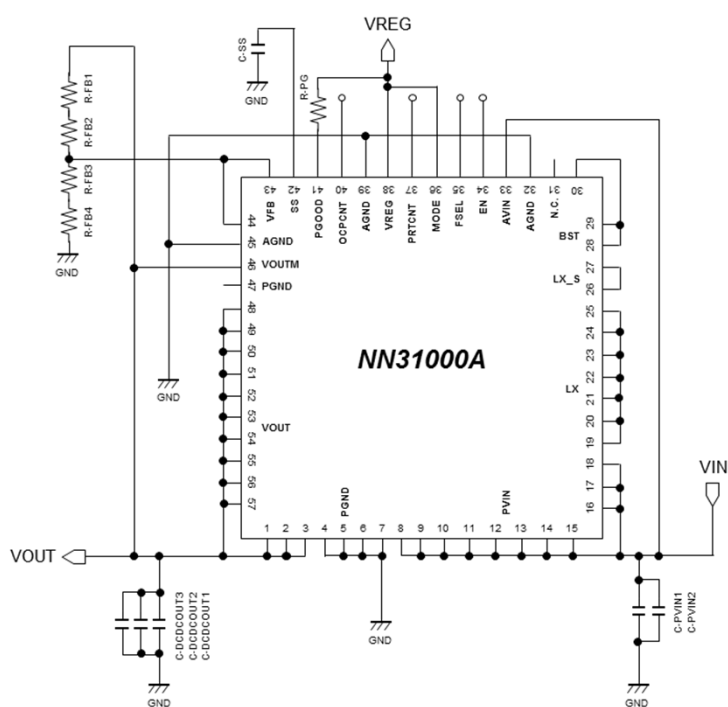 VREG
C-SS
GND
R-PG
R-FB1
R-FB2
R-FB3
R-FB4
GND
43 42 41 40 39 38 37 36 35 34 33 32 31 30
VFB SS PGOOD OCPCNT AGND VREG PRTCNT MODE FSEL EN AVIN AGND N.C.
44
45 AGND
46 VOUTM
47 PGND
48
49
50
51
52
53 VOUT
54
55
56
57
GND
NN31000A
29
BST
28
27
LX_S
26
25
24
23
22
LX
21
20
19
18
17
16
PGND
PVIN
1 2 3 4 5 6 7 8 9 10 11 12 13 14 15
VIN
VOUT
C-DCDCOUT3
C-DCDCOUT2
C-DCDCOUT1
GND
GND
C-PVIN1
C-PVIN2
GND